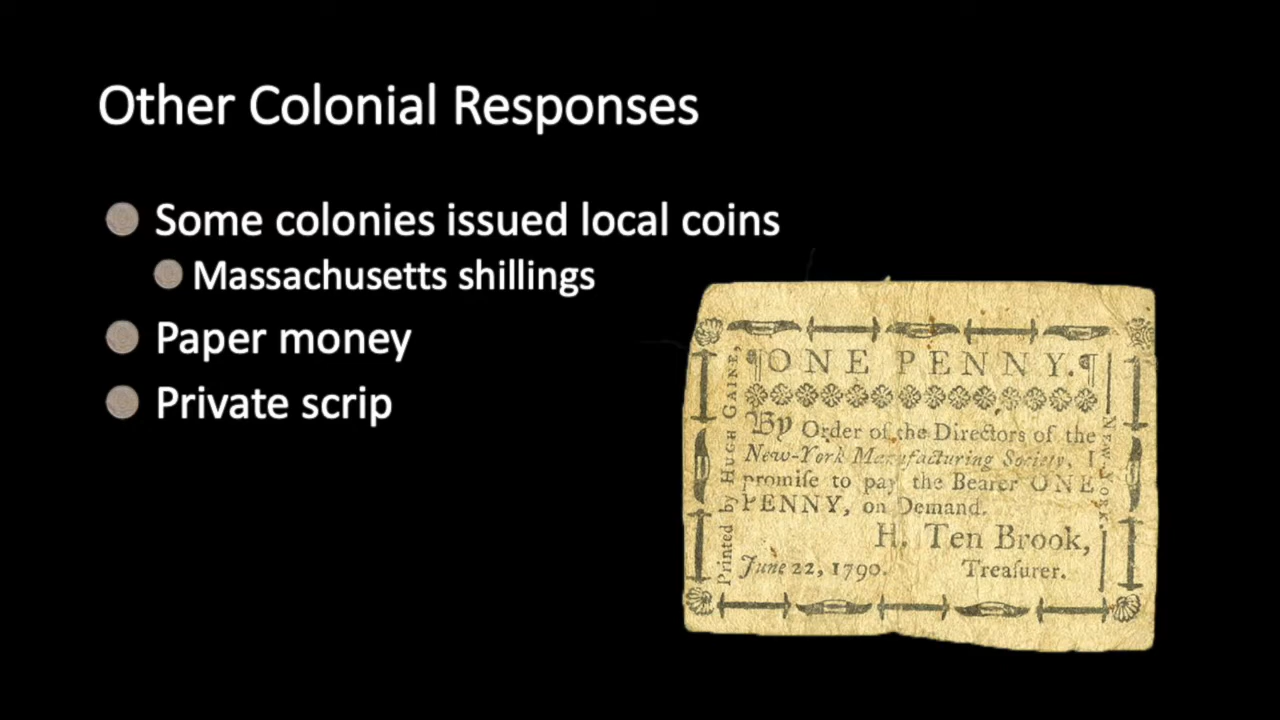 Other Colonial Responses
Some colonies issued local coins
Massachusetts shillings
Paper money
Private scrip
¶ONE PENNY.¶
By Order of the Directors of the
New-York Manufacturing Society, I
promiſe to pay the Bearer ONE
PENNY, on Demand.
H. Ten Brook,
June 22, 1790. Treaſurer.
Printed by HUGH GAINE,
NEW-YORK.